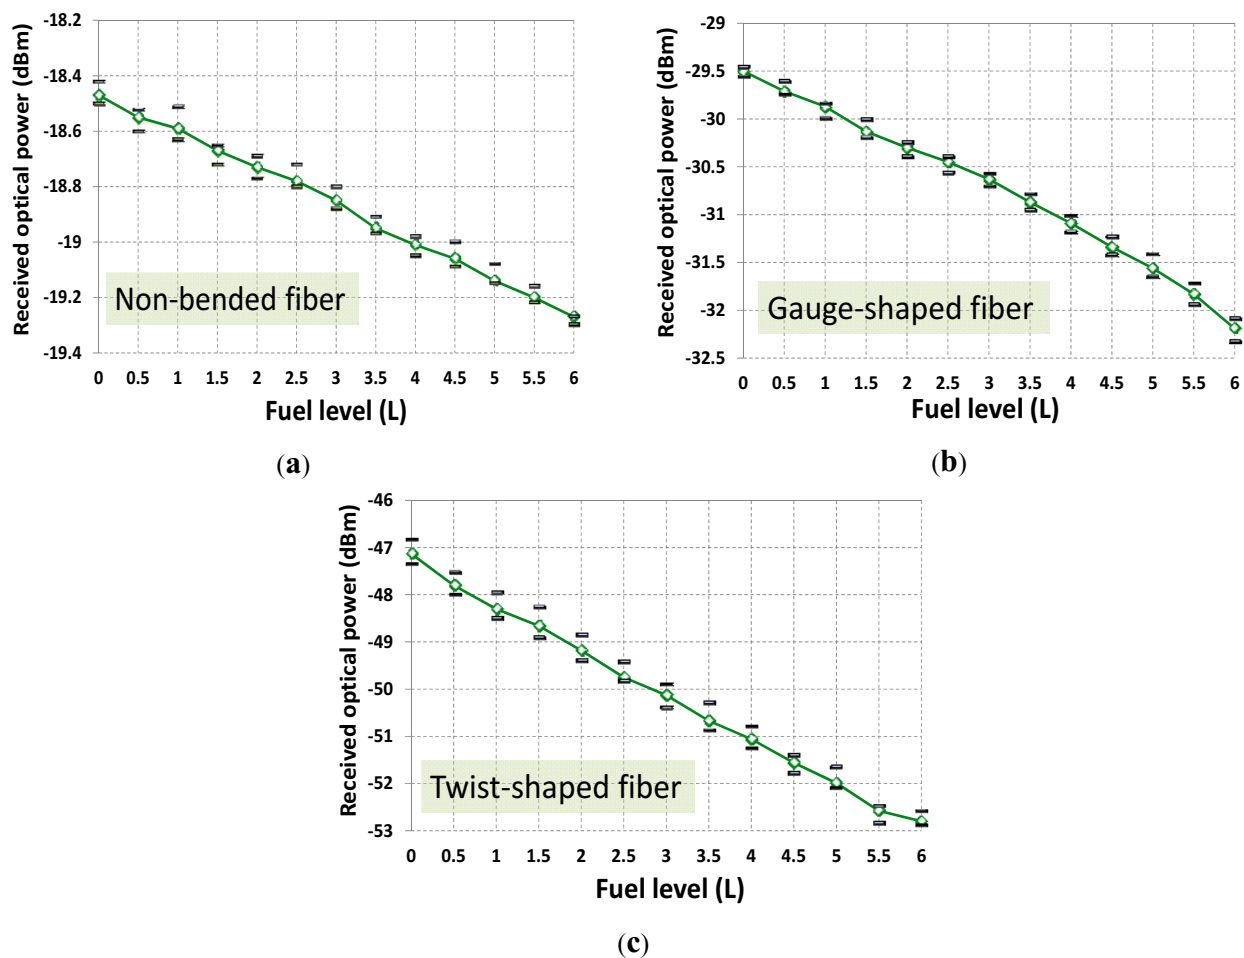 Received optical power (dBm)
-18.2
-18.4
-18.6
-18.8
-19
-19.2
-19.4
Non-bended fiber
0 0.5 1 1.5 2 2.5 3 3.5 4 4.5 5 5.5 6
Fuel level (L)
(a)
Received optical power (dBm)
-29
-29.5
-30
-30.5
-31
-31.5
-32
-32.5
Gauge-shaped fiber
0 0.5 1 1.5 2 2.5 3 3.5 4 4.5 5 5.5 6
Fuel level (L)
(b)
Received optical power (dBm)
-46
-47
-48
-49
-50
-51
-52
-53
Twist-shaped fiber
0 0.5 1 1.5 2 2.5 3 3.5 4 4.5 5 5.5 6
Fuel level (L)
(c)